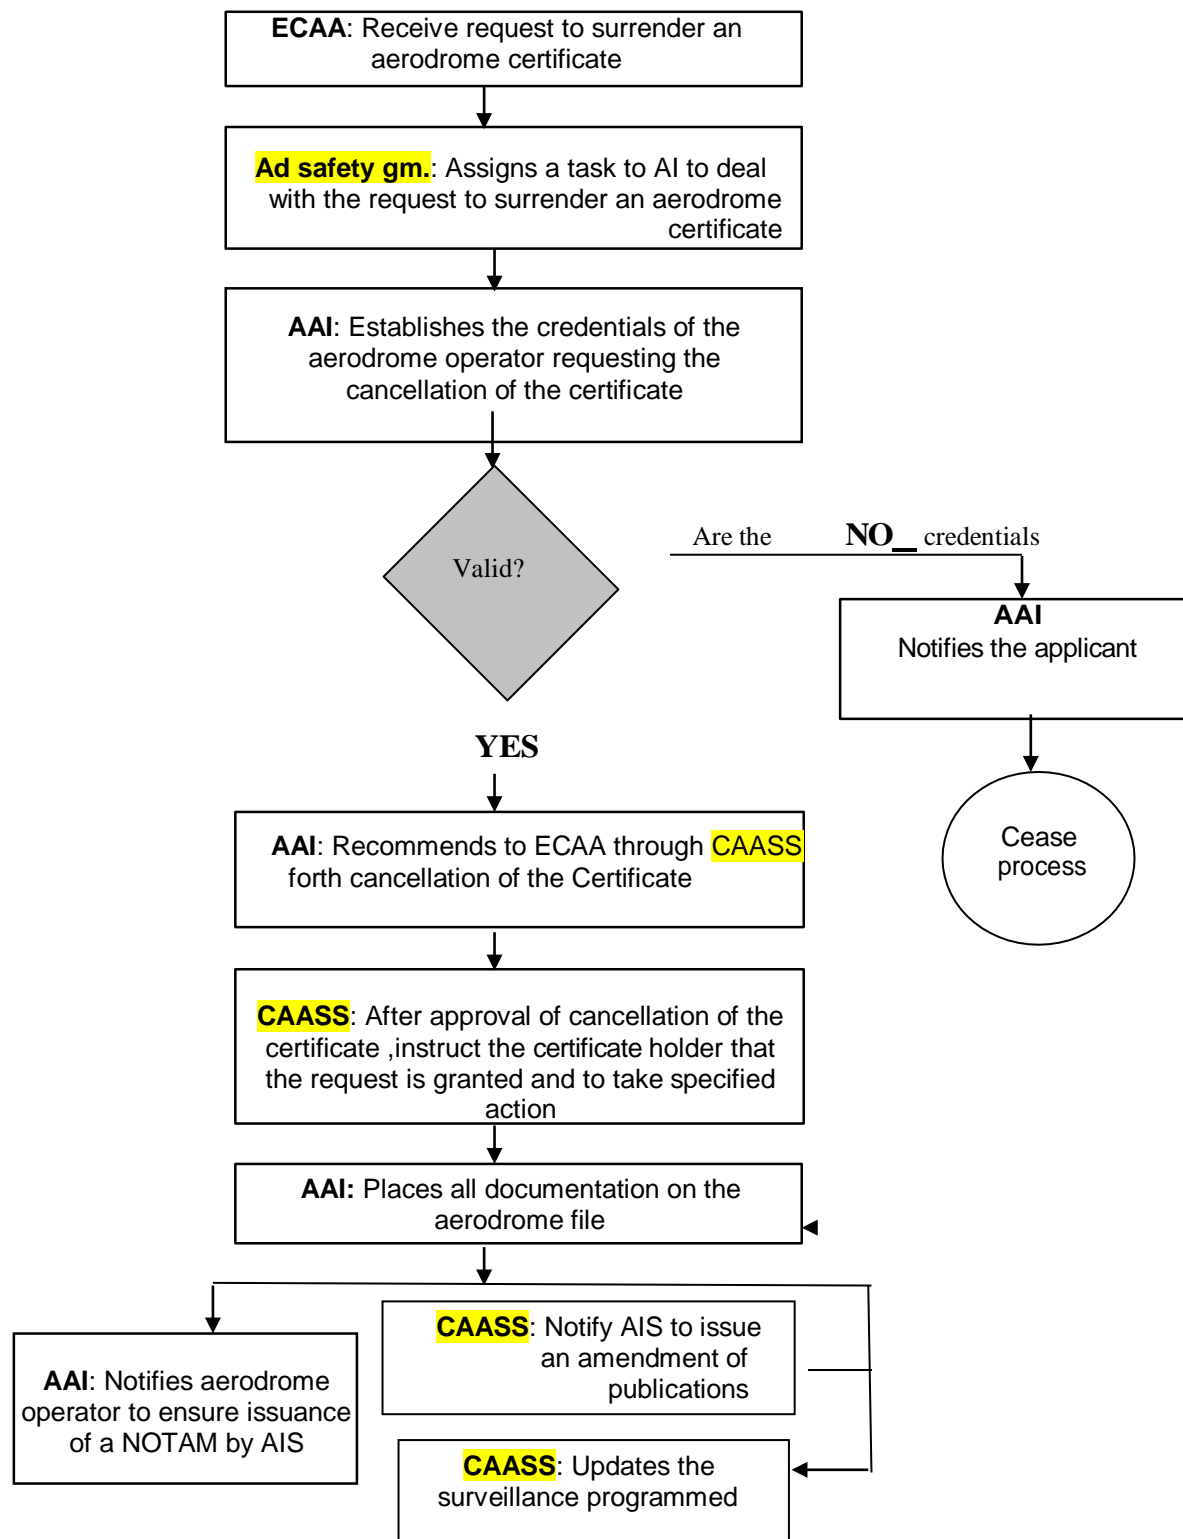 ECAA: Receive request to surrender an
aerodrome certificate
Ad safety gm.: Assigns a task to AI to deal
with the request to surrender an aerodrome
certificate
AAI: Establishes the credentials of the
aerodrome operator requesting the
cancellation of the certificate
Are the NO_ credentials
Valid?
AAI
Notifies the applicant
YES
Cease
process
AAI: Recommends to ECAA through CAASS
forth cancellation of the Certificate
CAASS: After approval of cancellation of the
certificate ,instruct the certificate holder that
the request is granted and to take specified
action
AAI: Places all documentation on the
aerodrome file
CAASS: Notify AIS to issue
an amendment of
publications
AAI: Notifies aerodrome
operator to ensure issuance
of a NOTAM by AIS
CAASS: Updates the
surveillance programmed